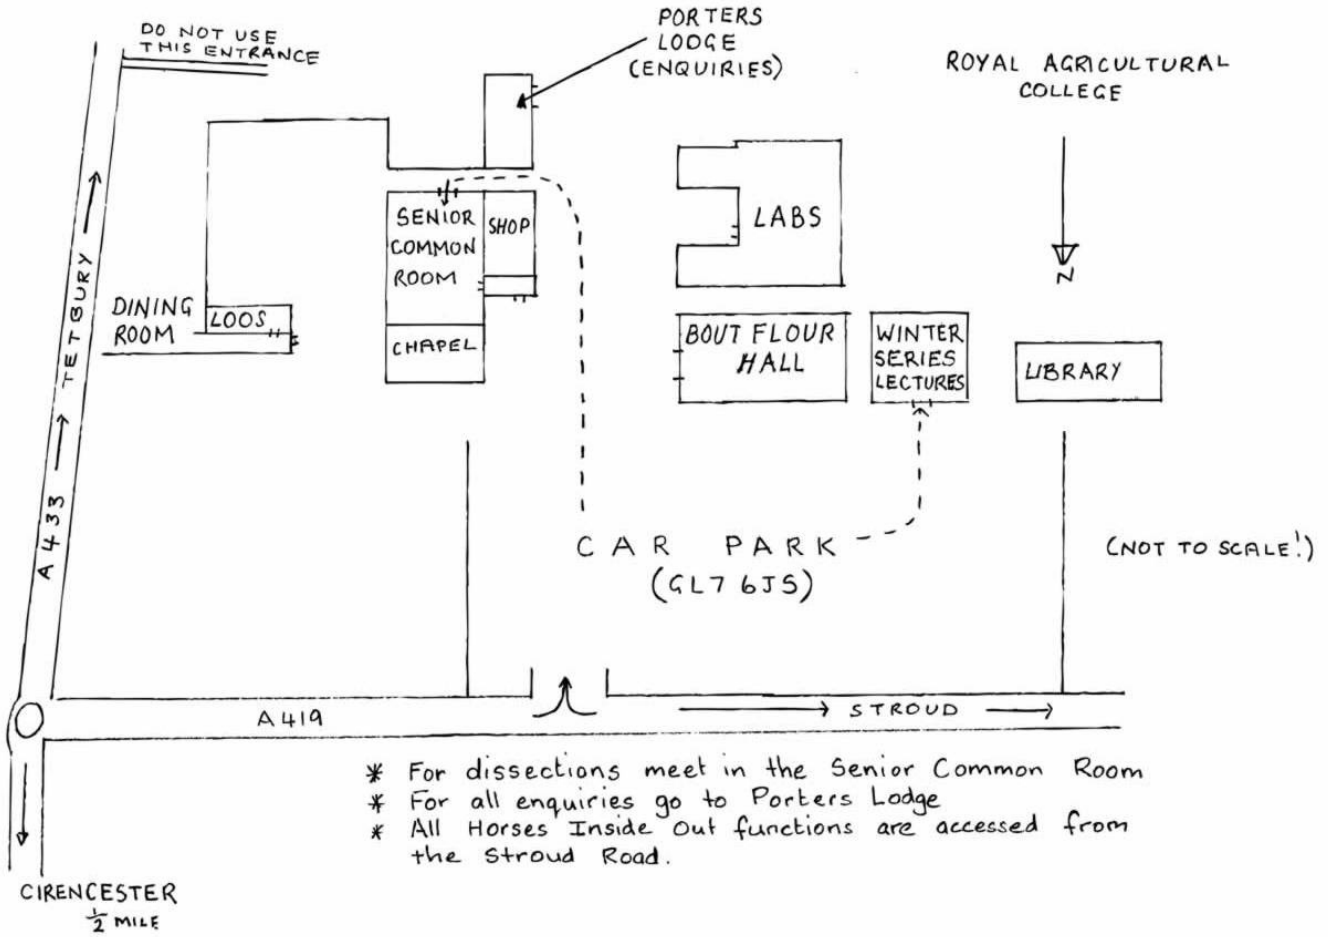 DO NOT USE
THIS ENTRANCE
PORTERS
LODGE
(ENQUIRIES)
ROYAL AGRICULTURAL
COLLEGE
N
SENIOR
COMMON
ROOM
SHOP
LABS
DINING
ROOM
LOOS
CHAPEL
BOUT FLOUR
HALL
WINTER
SERIES
LECTURES
LIBRARY
A 433 → TETBURY →
CAR PARK
(GL7 6JS)
(NOT TO SCALE!)
A419
→ STROUD →
* For dissections meet in the Senior Common Room
* For all enquiries go to Porters Lodge
* All Horses Inside Out functions are accessed from
the Stroud Road.
CIRENCESTER
½ MILE